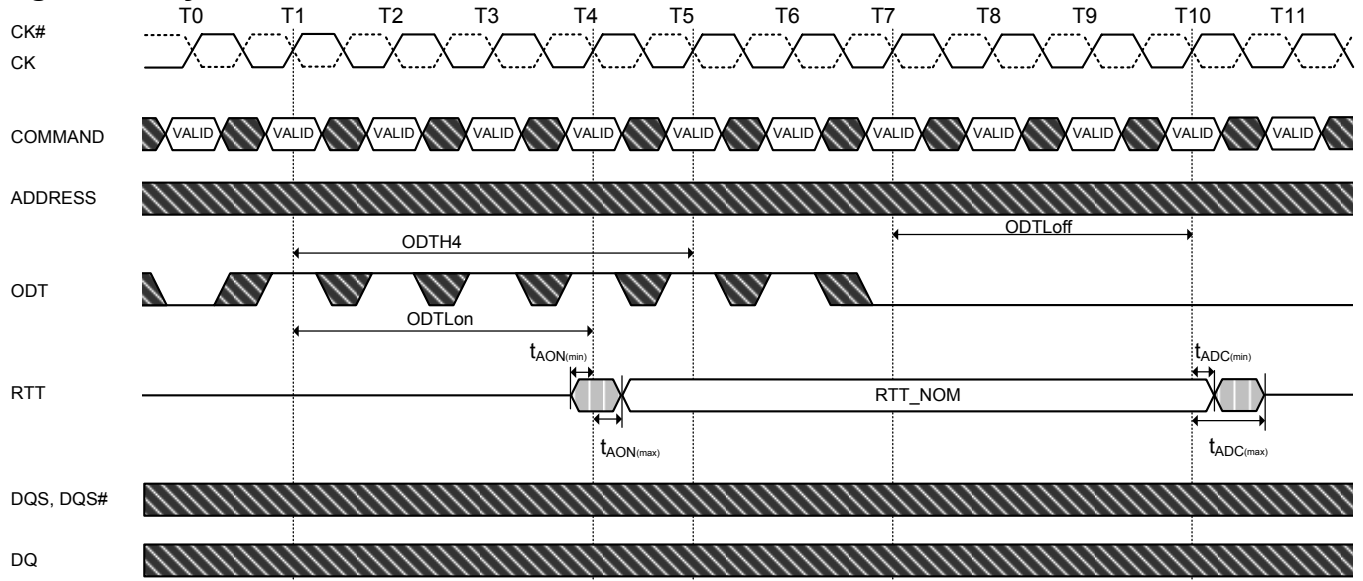 T0 T1 T2 T3 T4 T5 T6 T7 T8 T9 T10 T11
CK#
CK
COMMAND VALID VALID VALID VALID VALID VALID VALID VALID VALID VALID VALID
ADDRESS
ODTLoff
ODTH4
ODT
ODTLon
tAON(min) tADC(min)
RTT RTT_NOM
tAON(max) tADC(max)
DQS, DQS#
DQ